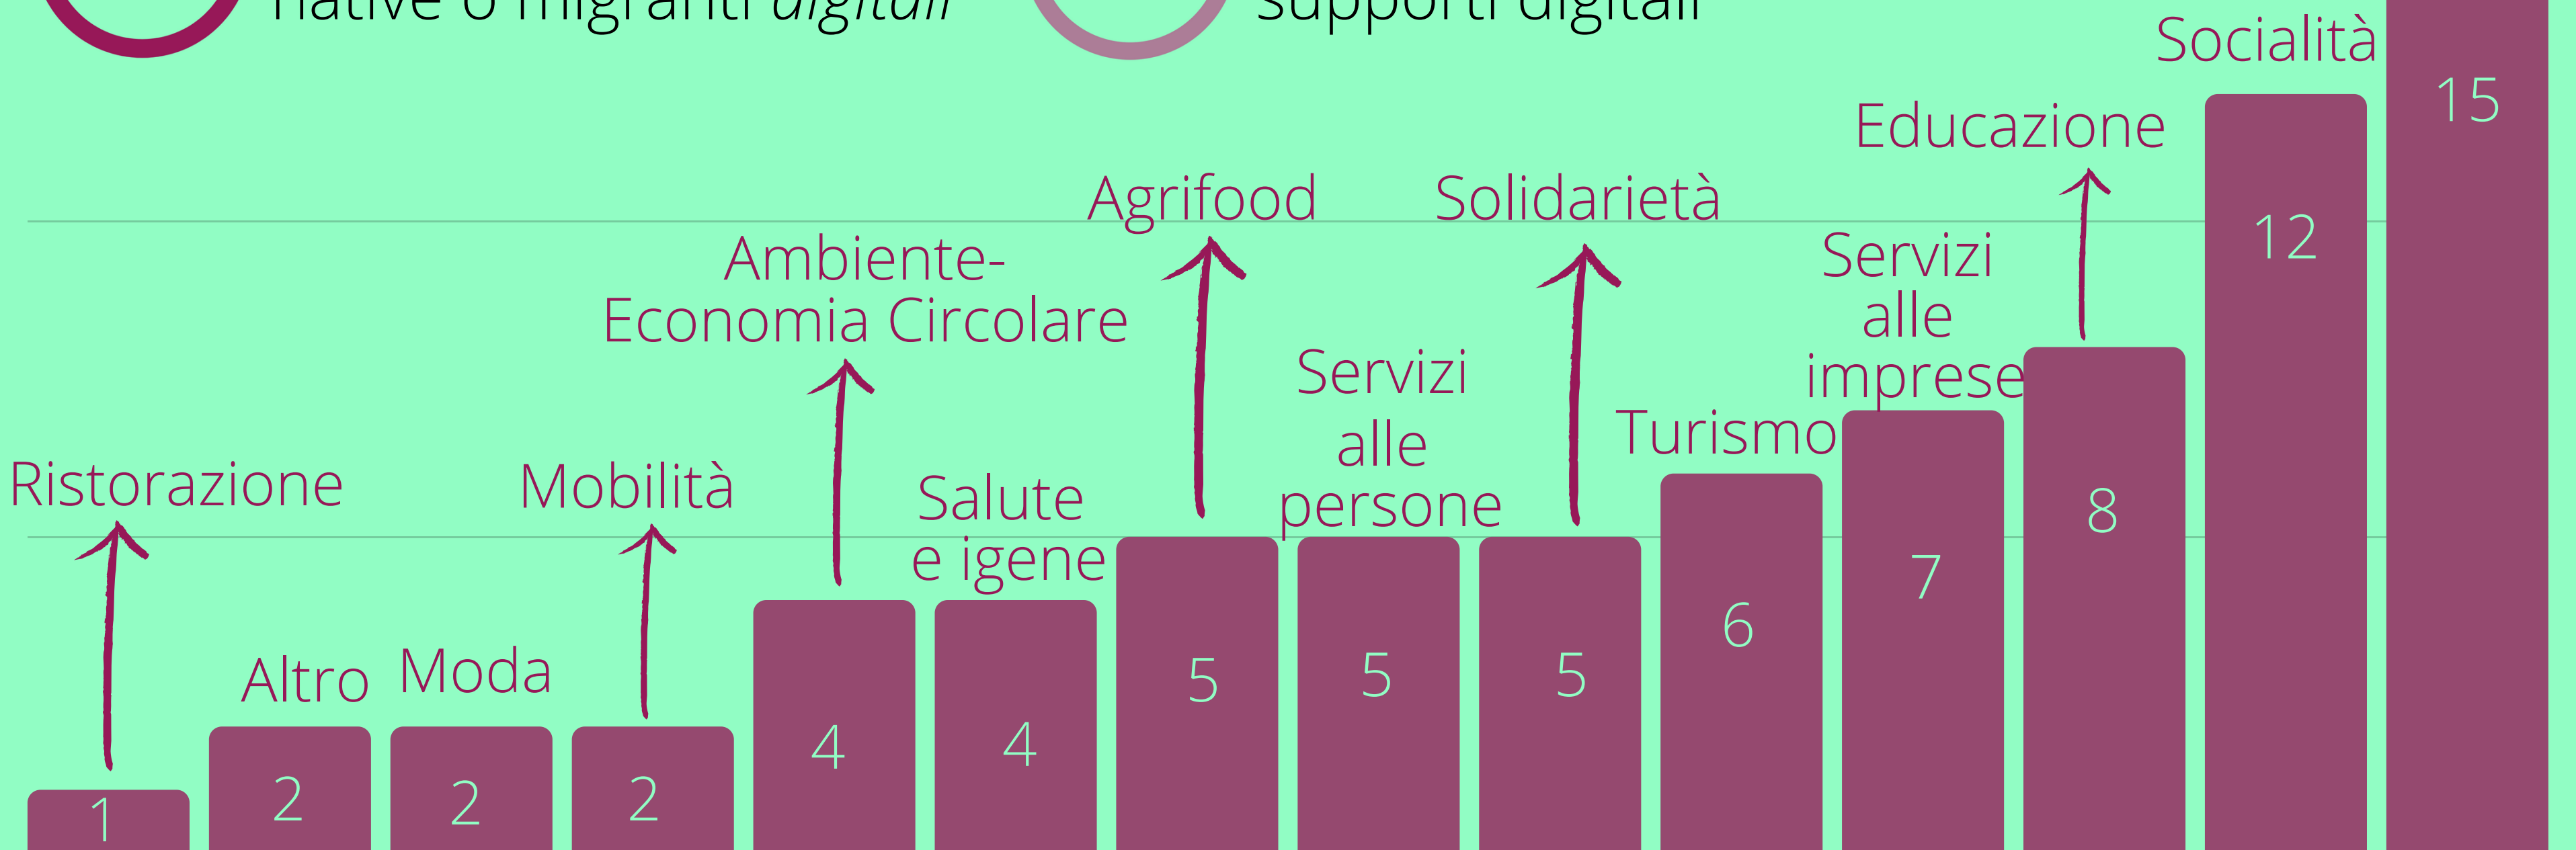 native o migranti digitali
supporti digitali
Socialità
15
Educazione
12
Agrifood
Solidarietà
Ambiente-
Economia Circolare
Servizi
alle
imprese
Servizi
alle
persone
Turismo
Ristorazione
Mobilità
Salute
e igene
8
7
6
Altro
Moda
5
5
5
4
4
2
2
2
1